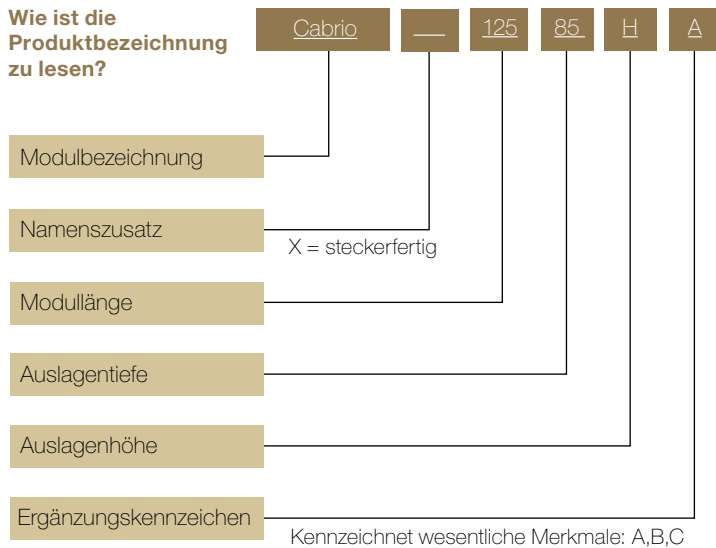 Wie ist die
Produktbezeichnung
zu lesen?
Cabrio __ 125 85 H A
Modulbezeichnung
Namenszusatz
X = steckerfertig
Modullänge
Auslagentiefe
Auslagenhöhe
Ergänzungskennzeichen
Kennzeichnet wesentliche Merkmale: A,B,C